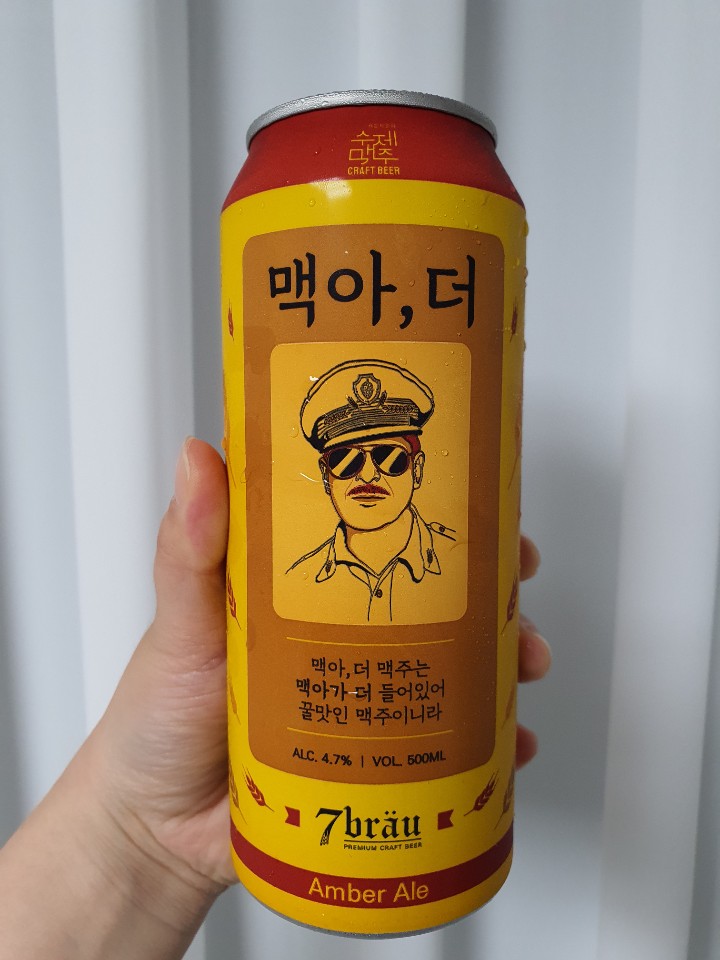 수제
맥주
CRAFT BEER
맥아,더
맥아,더 맥주는
맥아가 더 들어있어
꿀맛인 맥주이니라
ALC. 4.7% | VOL. 500ML
7bräu
PREMIUM CRAFT BEER
Amber Ale